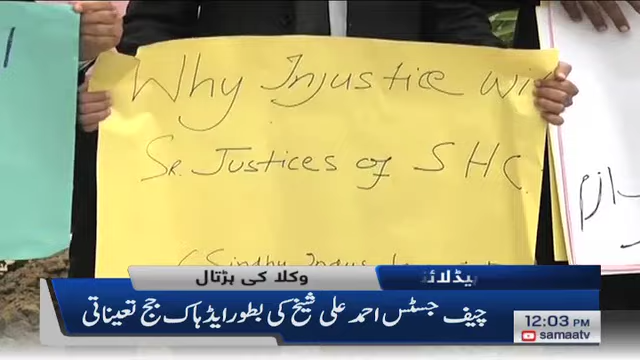 Why Injustice wi
Sr. Justices of SHC
وکلا کی ہڑتال
ہیڈلائنز
چیف جسٹس احمد علی شیخ کی بطور ایڈہاک جج تعیناتی
12:03 PM
samaatv